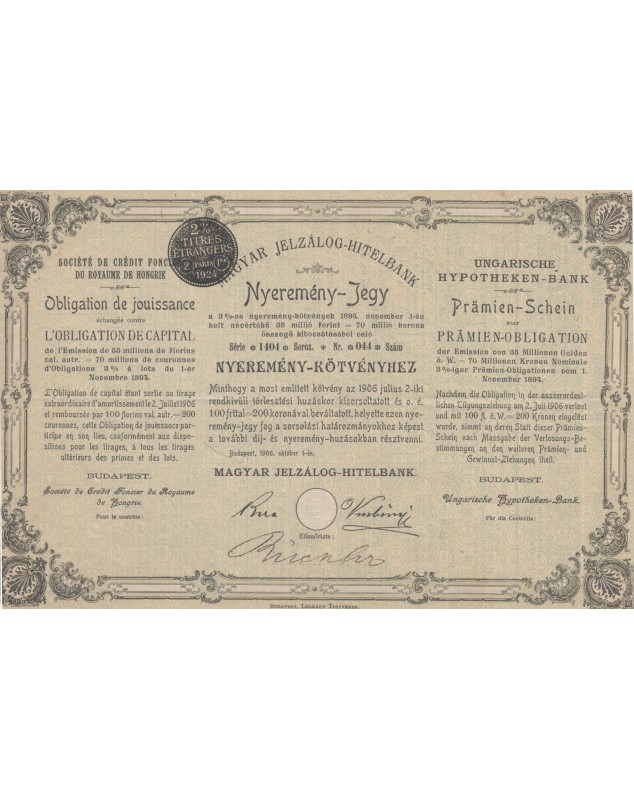 SOCIÉTÉ DE CRÉDIT FONCIER
DU ROYAUME DE HONGRIE
Obligation de jouissance
échangée contre
L'OBLIGATION DE CAPITAL
de l'Emission de 35 millions de florins
val. autr. = 70 millions de couronnes
d'Obligations 3% à lots du 1-er
Novembre 1894.
L'Obligation de capital étant sortie au tirage
extraordinaire d'amortissement le 2. Juillet 1906
et remboursée par 100 florins val. autr. = 200
couronnes, cette Obligation de jouissance par-
ticipe en son lieu, conformément aux dispo-
sitions pour les tirages, à tous les tirages
ultérieurs des primes et des lots.
BUDAPEST.
Société de Crédit Foncier du Royaume
de Hongrie.
Pour le contrôle:
2%
TITRES
ÉTRANGERS
PARIS
1924
MAGYAR JELZÁLOG-HITELBANK
Nyeremény-Jegy
a 3%-os nyeremény-kötvények 1894. november 1-én
kelt névértékű 35 millió forint = 70 millió korona
összegű kibocsátásából való
Série 1404 Soroz. Nr. 044 Szám
NYEREMÉNY-KÖTVÉNYHEZ
Minthogy a most említett kötvény az 1906 julius 2-iki
rendkivüli törlesztési huzáskor kisorsoltatott és o. é.
100 frttal = 200 koronával beváltatott, helyette ezen nye-
remény-jegy fog a sorsolási határozmányokhoz képest
a további dij- és nyeremény-huzásokban résztvenni.
Budapest, 1906. október 1-én.
MAGYAR JELZÁLOG-HITELBANK.
Ellenőrizte:
UNGARISCHE
HYPOTHEKEN-BANK
Prämien-Schein
zur
PRÄMIEN-OBLIGATION
der Emission von 35 Millionen Gulden
ö. W. = 70 Millionen Kronen Nominale
3%-iger Prämien-Obligationen vom 1.
November 1894.
Nachdem die Obligation in der ausserordent-
lichen Tilgungsziehung am 2. Juli 1906 verlost
und mit 100 fl. ö. W. = 200 Kronen eingelöst
wurde, nimmt an deren Statt dieser Prämien-
Schein nach Massgabe der Verlosungs-Be-
stimmungen an den weiteren Prämien- und
Gewinnst-Ziehungen theil.
BUDAPEST.
Ungarische Hypotheken-Bank.
Für die Controlle:
BUDAPEST, LÉGRÁDY TESTVÉREK.